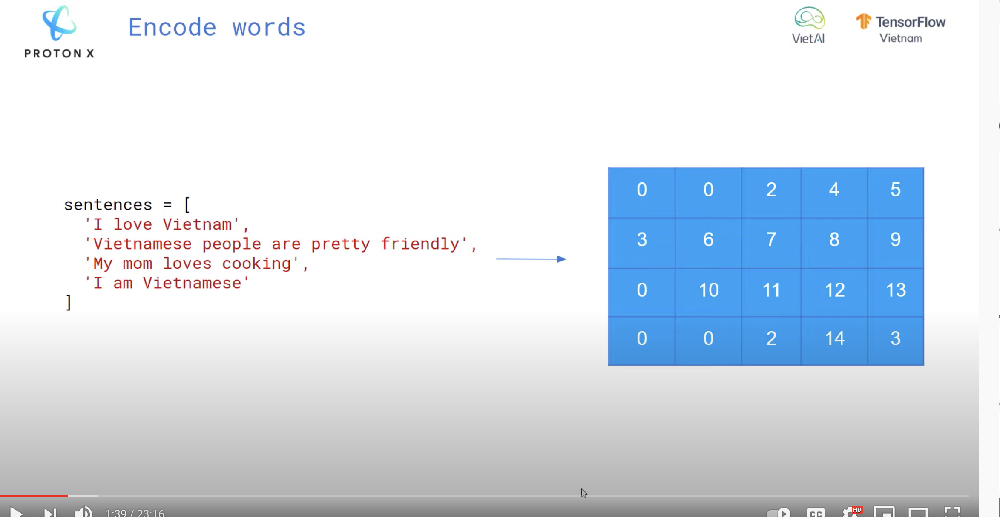 PROTON X
Encode words
VietAI
TensorFlow
Vietnam
sentences = [
'I love Vietnam',
'Vietnamese people are pretty friendly',
'My mom loves cooking',
'I am Vietnamese'
]
0 0 2 4 5
3 6 7 8 9
0 10 11 12 13
0 0 2 14 3
1:39 / 23:16
CC
HD